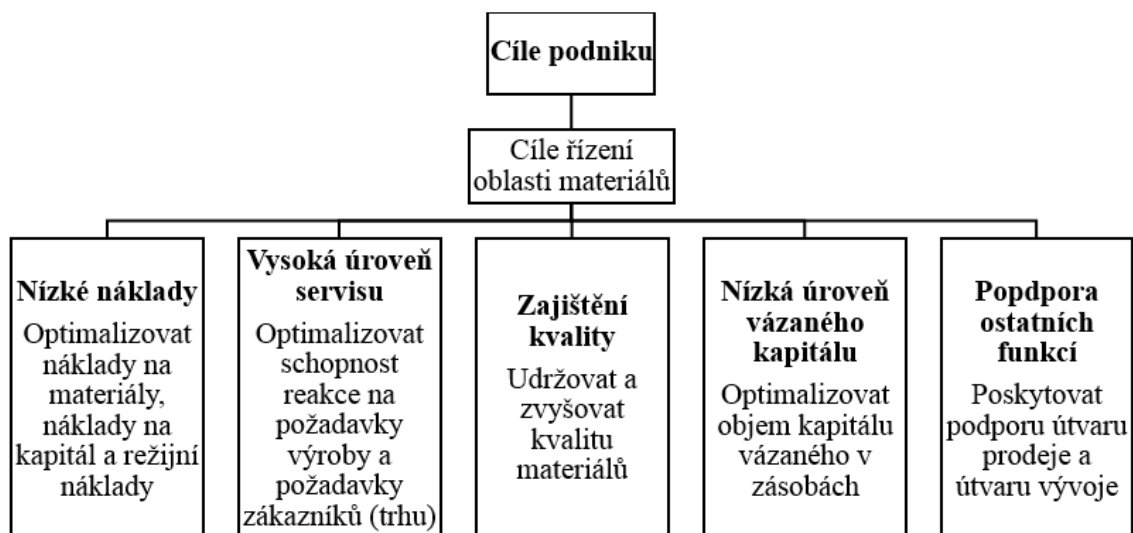 Cíle podniku
Cíle řízení
oblasti materiálů
Nízké náklady
Optimalizovat
náklady na
materiály,
náklady na
kapitál a režijní
náklady
Vysoká úroveň
servisu
Optimalizovat
schopnost
reakce na
požadavky
výroby a
požadavky
zákazníků (trhu)
Zajištění
kvality
Udržovat a
zvyšovat
kvalitu
materiálů
Nízká úroveň
vázaného
kapitálu
Optimalizovat
objem kapitálu
vázaného v
zásobách
Popdpora
ostatních
funkcí
Poskytovat
podporu útvaru
prodeje a
útvaru vývoje